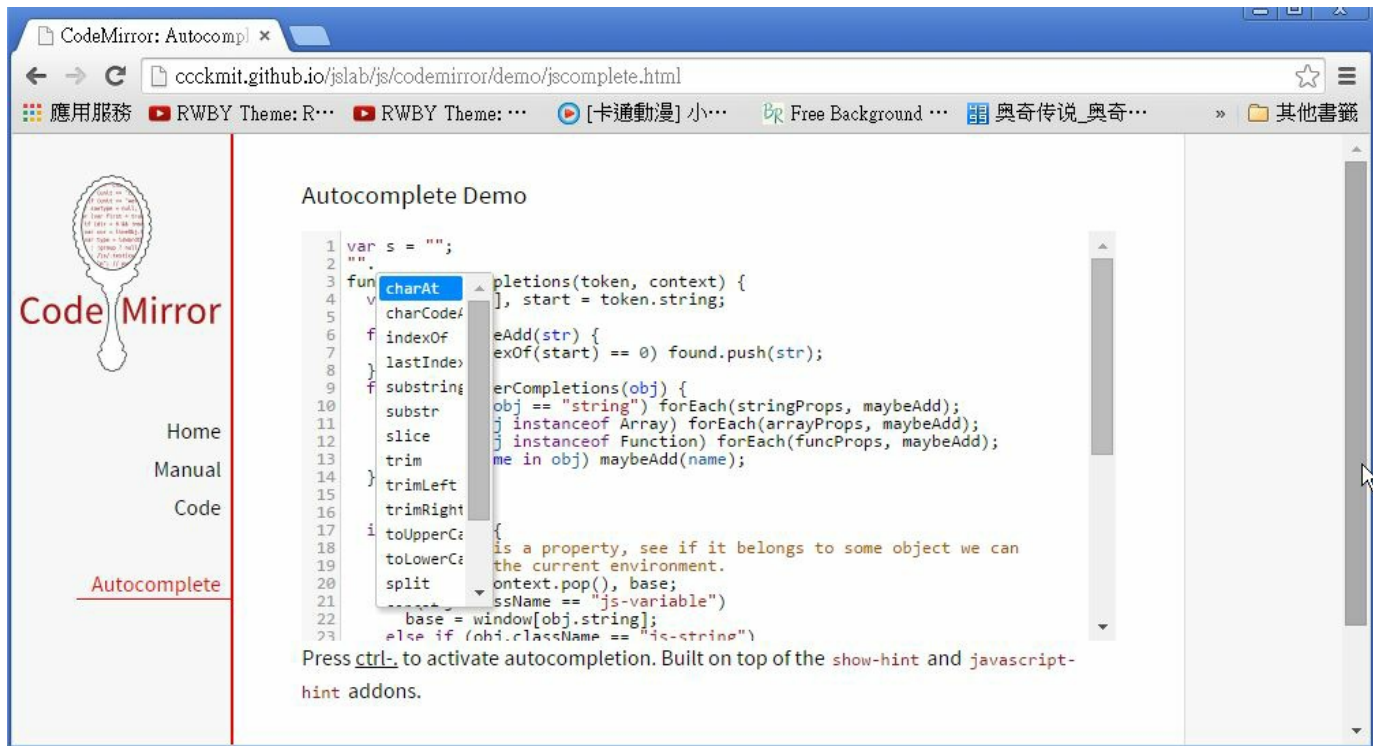 CodeMirror: Autocompl
ccckmit.github.io/jslab/js/codemirror/demo/jscomplete.html
應用服務 RWBY Theme: R… RWBY Theme: … [卡通動漫] 小… Free Background … 奥奇传说_奥奇… » 其他書籤
Code Mirror
Home
Manual
Code
Autocomplete
Autocomplete Demo
1 var s = "";
2 "".
3 fun pletions(token, context) {
4 v ], start = token.string;
5
6 f eAdd(str) {
7 exOf(start) == 0) found.push(str);
8 }
9 f erCompletions(obj) {
10 obj == "string") forEach(stringProps, maybeAdd);
11 j instanceof Array) forEach(arrayProps, maybeAdd);
12 j instanceof Function) forEach(funcProps, maybeAdd);
13 me in obj) maybeAdd(name);
14 }
15
16
17 i {
18 is a property, see if it belongs to some object we can
19 the current environment.
20 ontext.pop(), base;
21 ssName == "js-variable")
22 base = window[obj.string];
23 else if (obj.className == "js-string")
charAt
charCodeA
indexOf
lastIndex
substring
substr
slice
trim
trimLeft
trimRight
toUpperCa
toLowerCa
split
Press ctrl-. to activate autocompletion. Built on top of the show-hint and javascript-
hint addons.